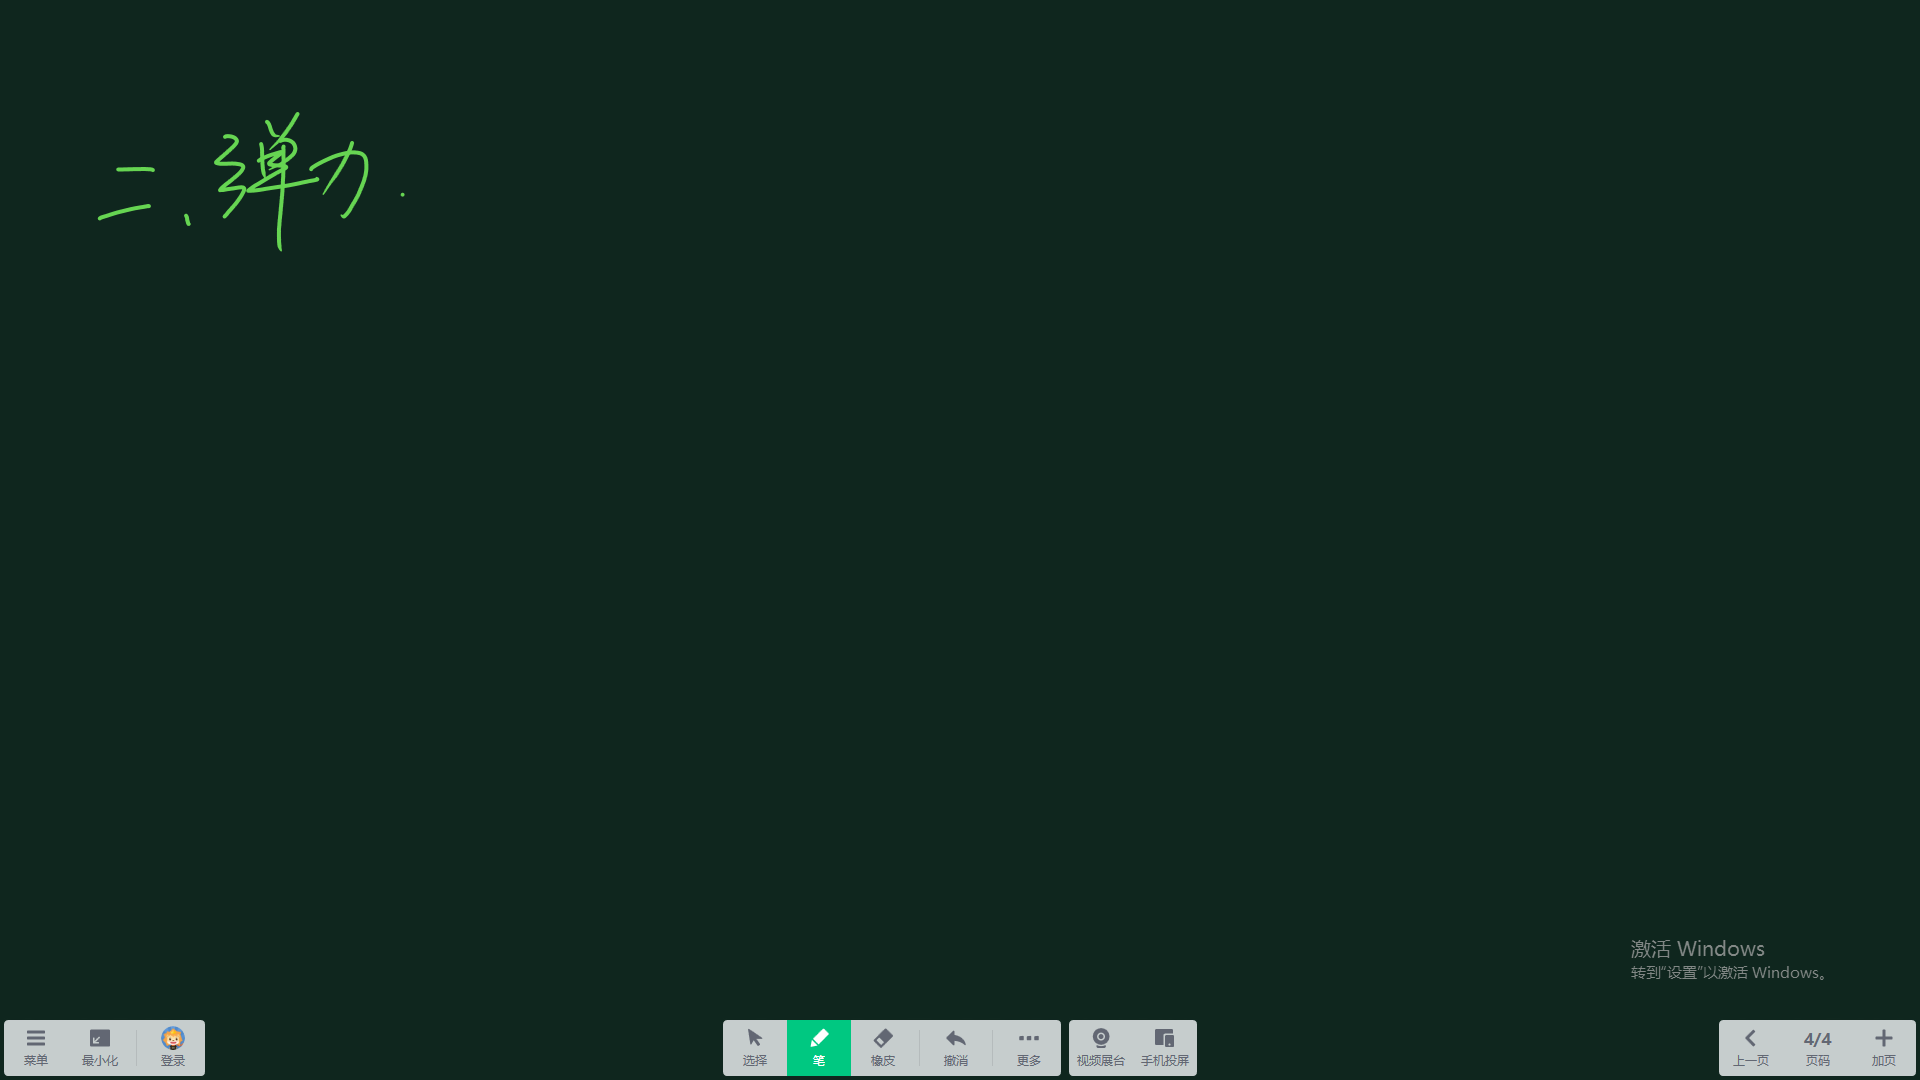 二、弹力.
激活 Windows
转到“设置”以激活 Windows。
菜单 最小化 登录 选择 笔 橡皮 撤消 更多 视频展台 手机投屏 上一页 4/4 页码 加页